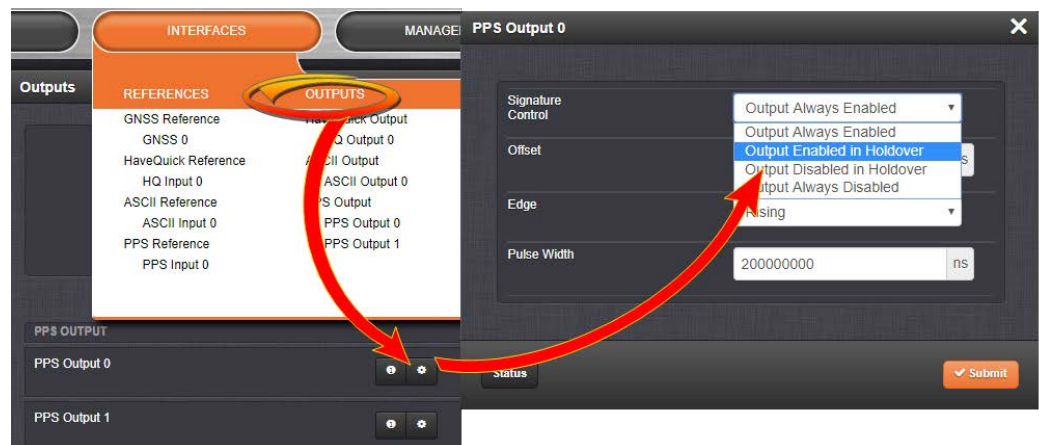 INTERFACES
MANAGE
Outputs
REFERENCES
OUTPUTS
GNSS Reference
GNSS 0
HaveQuick Reference
HQ Input 0
ASCII Reference
ASCII Input 0
PPS Reference
PPS Input 0
Output
Output 0
Output
ASCII Output 0
Output
PPS Output 0
PPS Output 1
PPS OUTPUT
PPS Output 0
PPS Output 1
PPS Output 0
Signature
Control
Output Always Enabled
Output Always Enabled
Output Enabled in Holdover
Output Disabled in Holdover
Output Always Disabled
Offset
s
Edge
Rising
Pulse Width
200000000
ns
Status
Submit